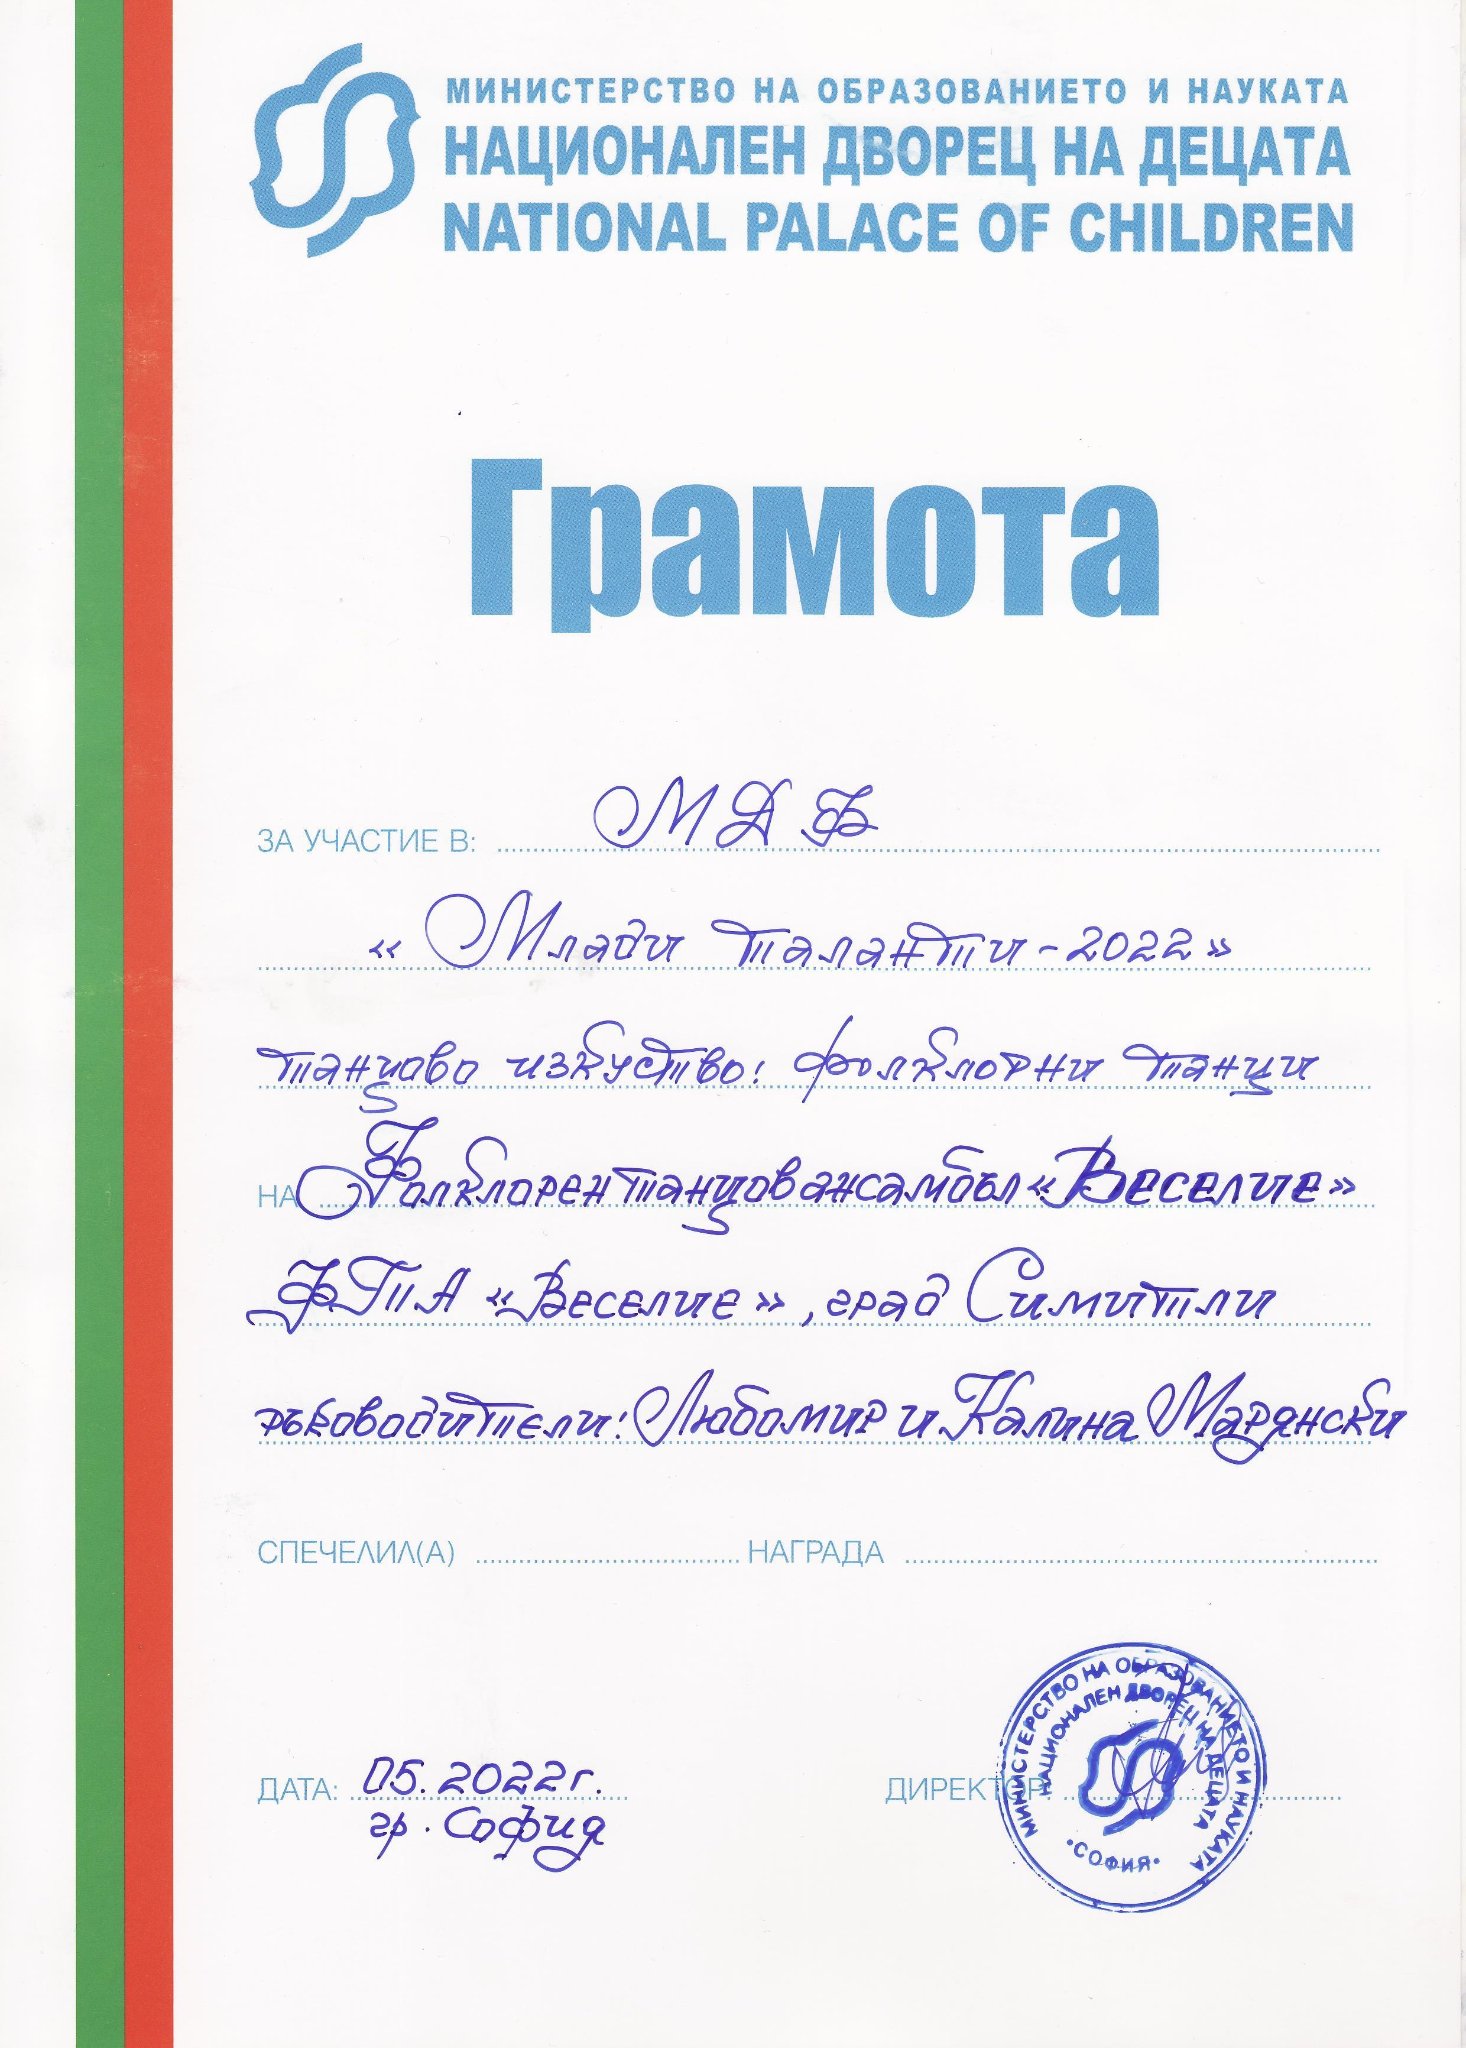 МИНИСТЕРСТВО НА ОБРАЗОВАНИЕТО И НАУКАТА
НАЦИОНАЛЕН ДВОРЕЦ НА ДЕЦАТА
NATIONAL PALACE OF CHILDREN
Грамота
ЗА УЧАСТИЕ В: МДФ
«Млади таланти-2022»
танцово изкуство: фолклорни танци
НА Фолклорен танцов ансамбъл «Веселие»
ФТА «Веселие», град Симитли
ръководители: Любомир и Калина Мардянски
СПЕЧЕЛИЛ(А) НАГРАДА
ДАТА: 05.2022г.
гр. София
ДИРЕКТОР:
МИНИСТЕРСТВО НА ОБРАЗОВАНИЕТО И НАУКАТА
НАЦИОНАЛЕН ДВОРЕЦ НА ДЕЦАТА
•СОФИЯ•